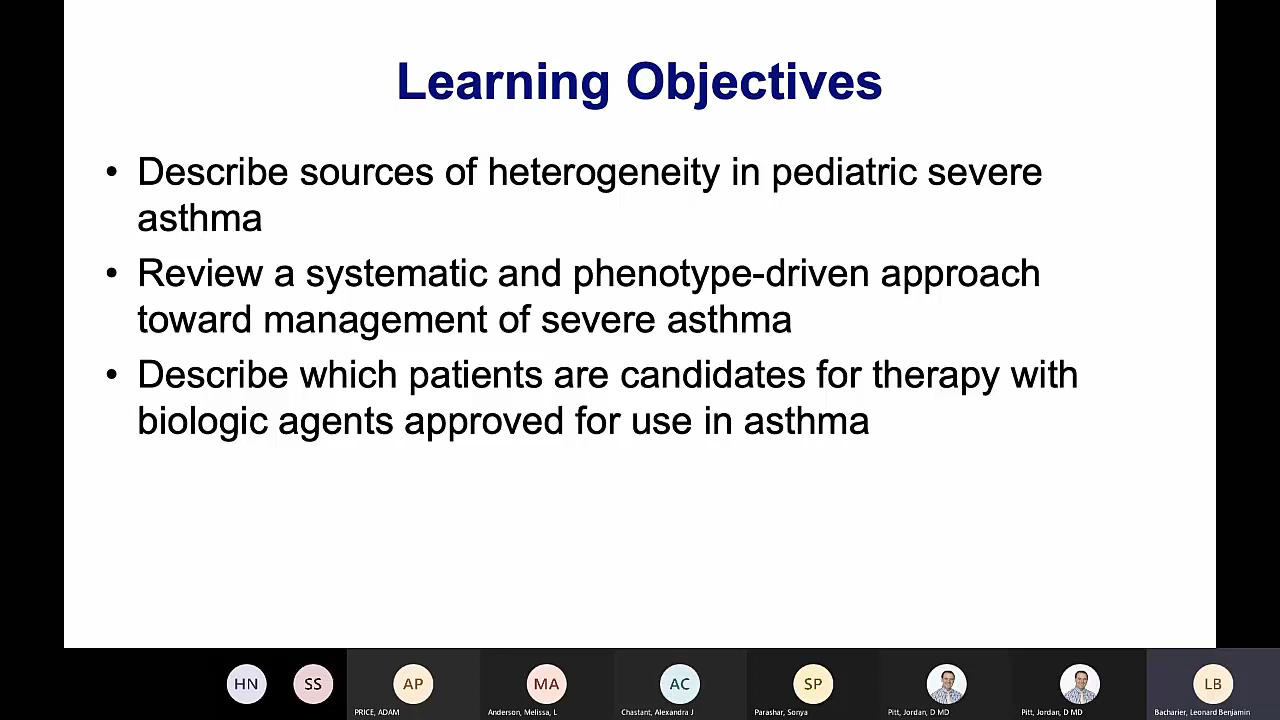 Learning Objectives
• Describe sources of heterogeneity in pediatric severe
asthma
• Review a systematic and phenotype-driven approach
toward management of severe asthma
• Describe which patients are candidates for therapy with
biologic agents approved for use in asthma
HN
SS
AP
MA
AC
SP
LB
PRICE, ADAM
Anderson, Melissa, L
Chastant, Alexandra J
Parashar, Sonya
Pitt, Jordan, D MD
Pitt, Jordan, D MD
Bacharier, Leonard Benjamin